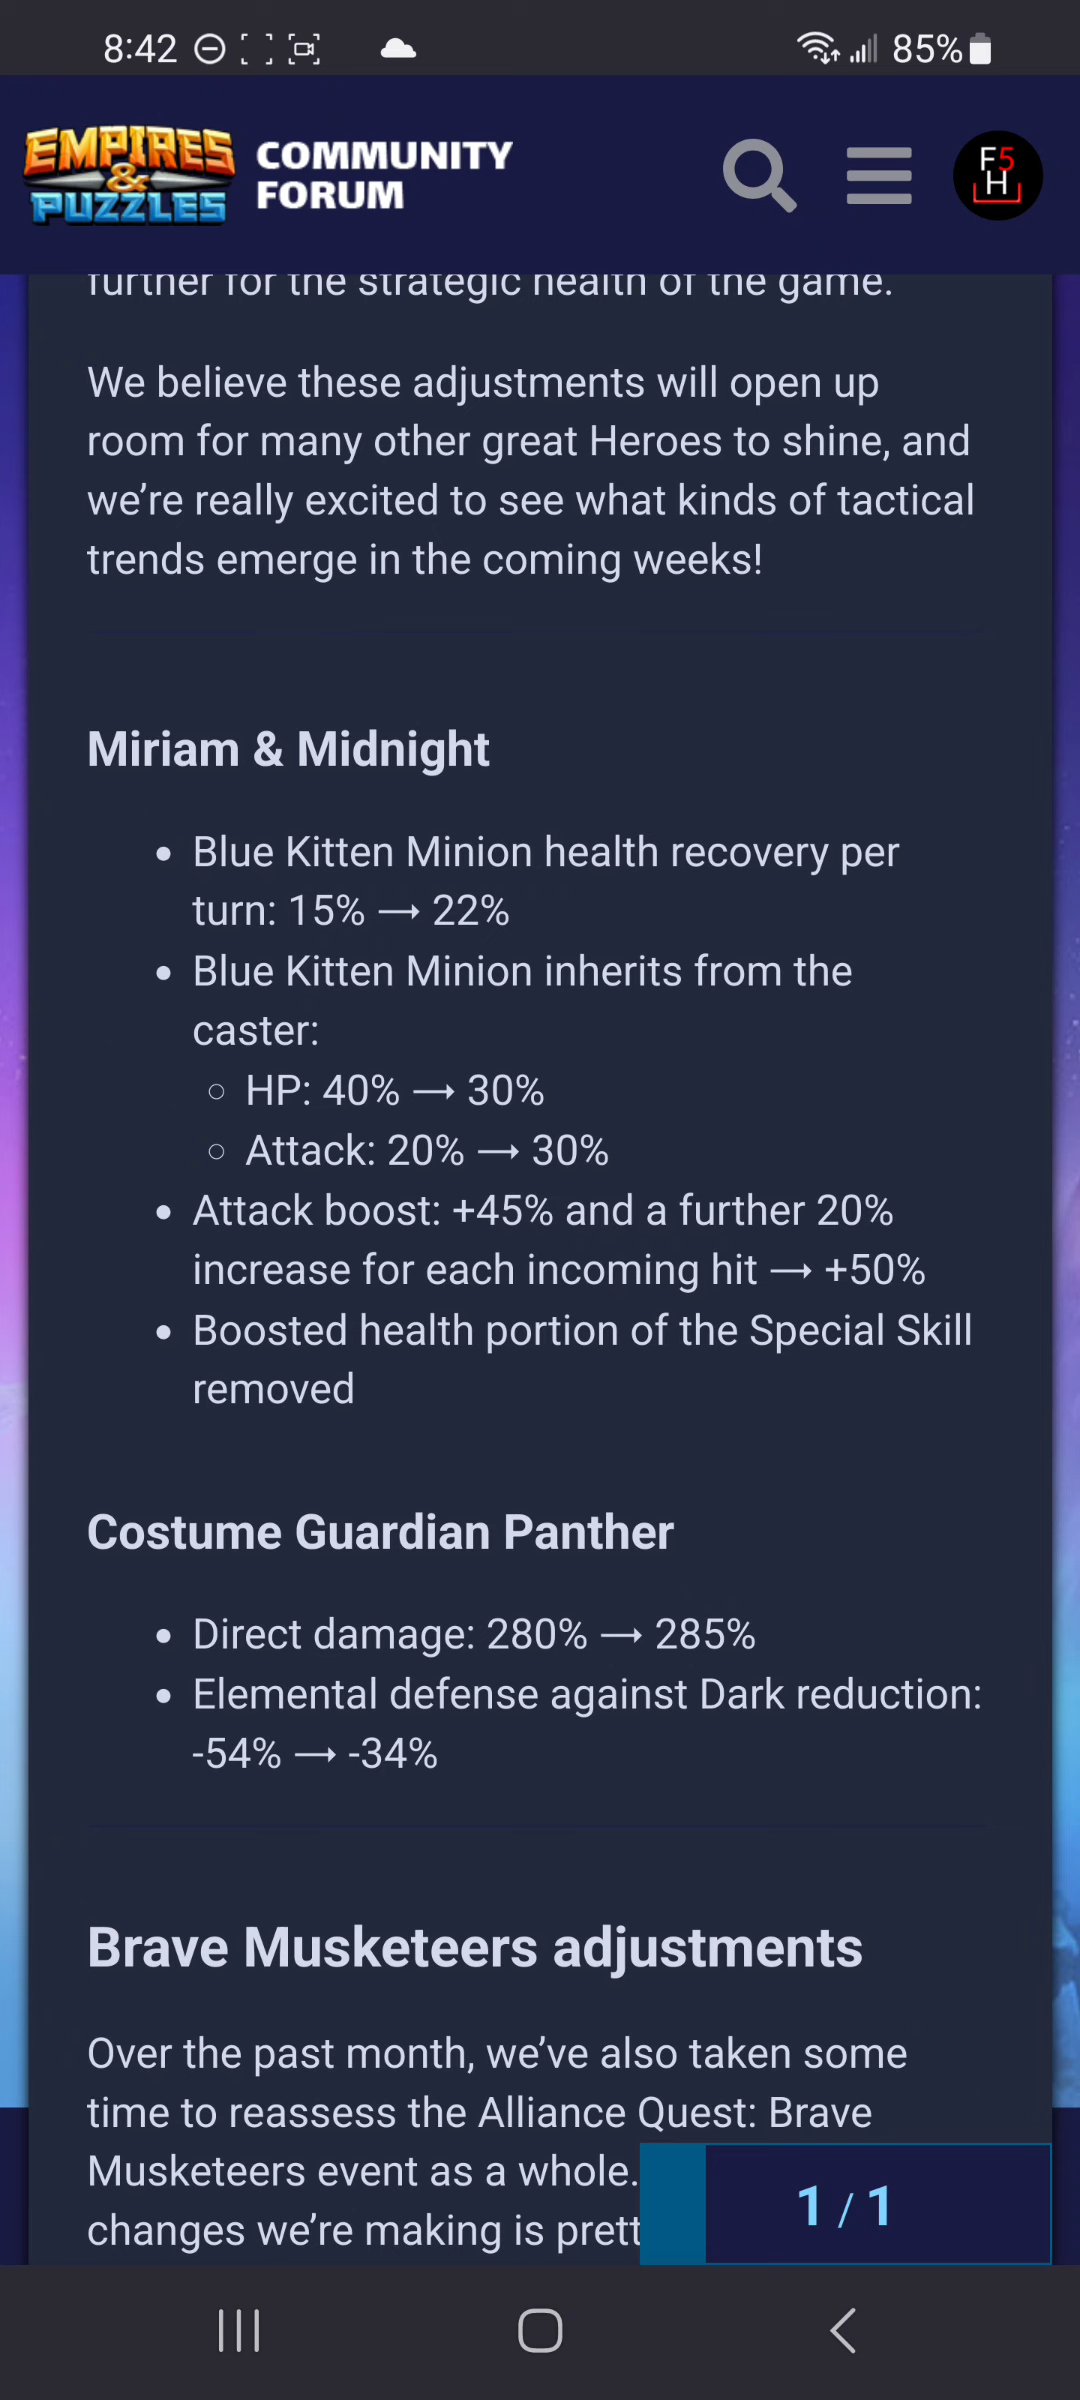 8:42
85%
EMPIRES
&
PUZZLES
COMMUNITY
FORUM
F5
H
further for the strategic health of the game.
We believe these adjustments will open up
room for many other great Heroes to shine, and
we’re really excited to see what kinds of tactical
trends emerge in the coming weeks!
Miriam & Midnight
• Blue Kitten Minion health recovery per
turn: 15% → 22%
• Blue Kitten Minion inherits from the
caster:
○ HP: 40% → 30%
○ Attack: 20% → 30%
• Attack boost: +45% and a further 20%
increase for each incoming hit → +50%
• Boosted health portion of the Special Skill
removed
Costume Guardian Panther
• Direct damage: 280% → 285%
• Elemental defense against Dark reduction:
-54% → -34%
Brave Musketeers adjustments
Over the past month, we’ve also taken some
time to reassess the Alliance Quest: Brave
Musketeers event as a whole.
changes we’re making is prett
1 / 1